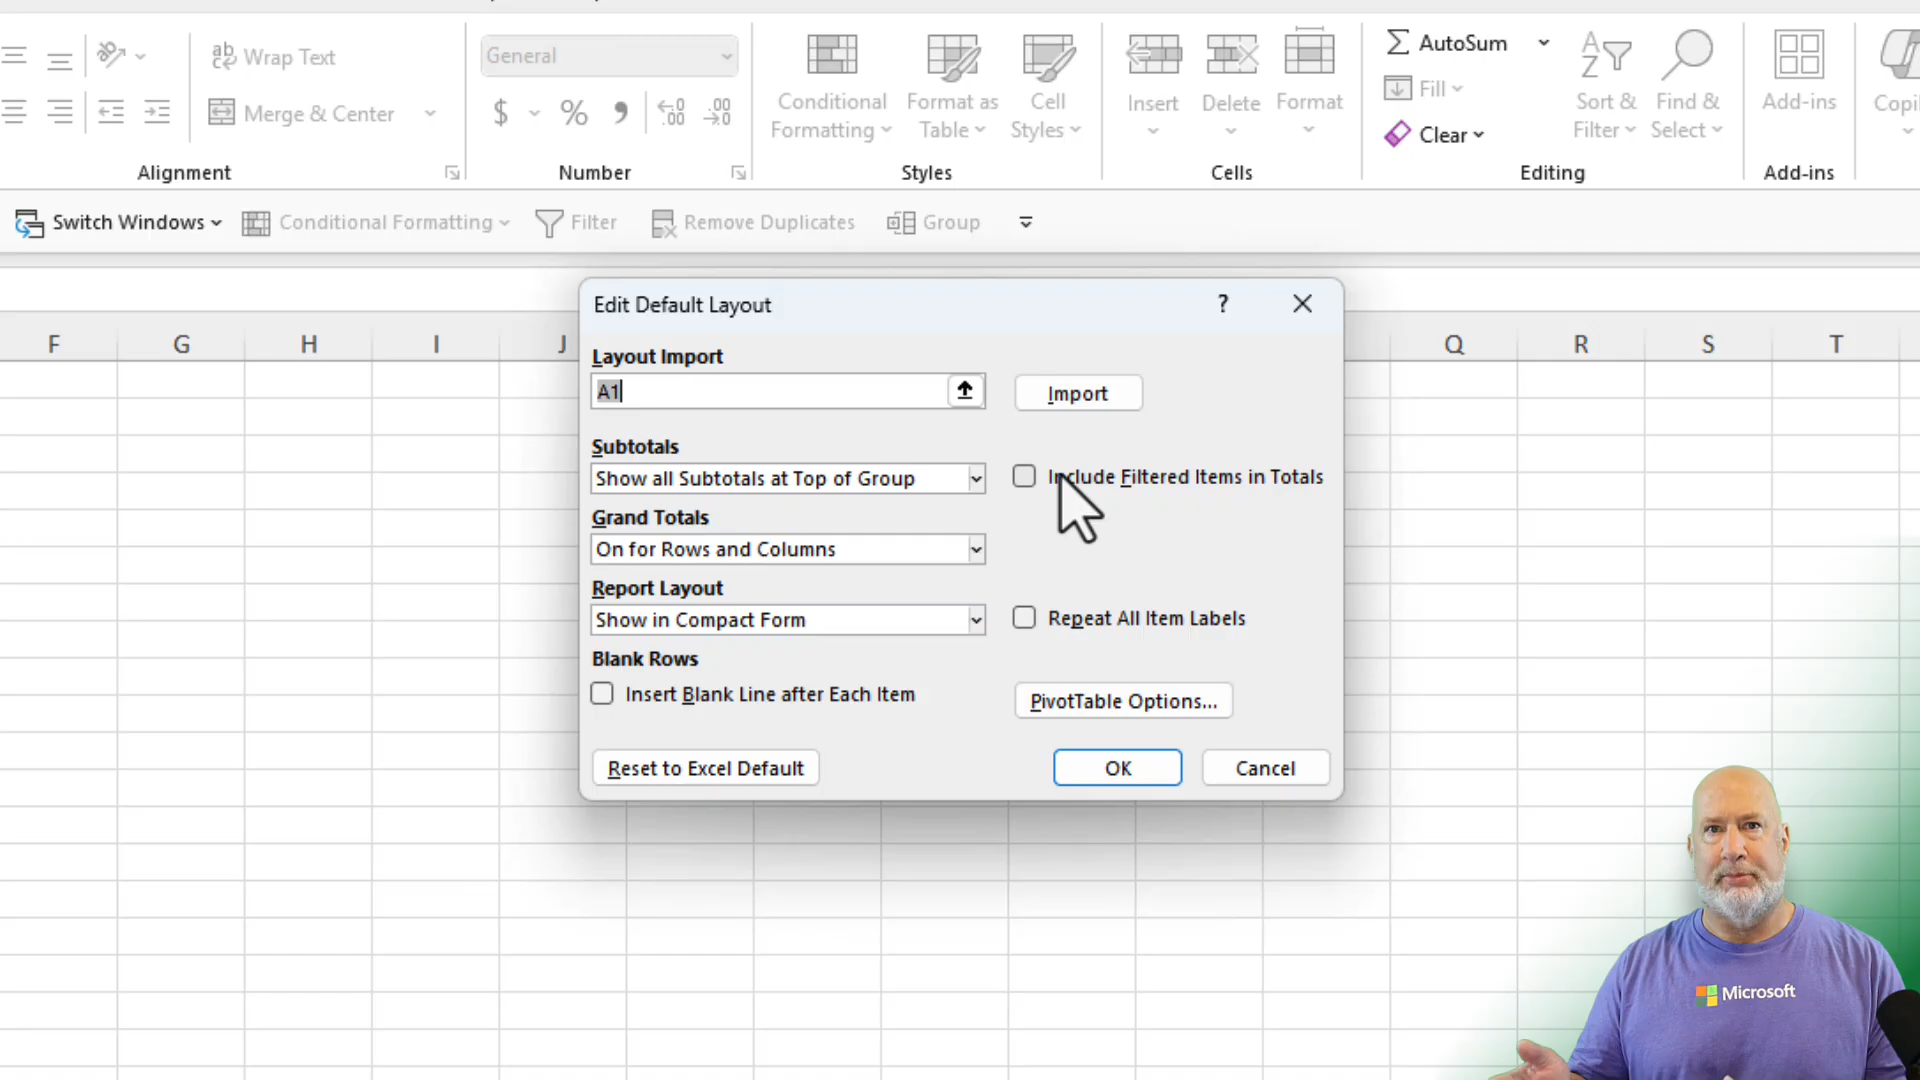 Wrap Text
General
AutoSum
Fill
Clear
Merge & Center
$ % ,
Conditional Formatting
Format as Table
Cell Styles
Insert
Delete
Format
Sort & Filter
Find & Select
Add-ins
Alignment
Number
Styles
Cells
Editing
Add-ins
Switch Windows
Conditional Formatting
Filter
Remove Duplicates
Group
Edit Default Layout
?
F G H I J Q R S T
Layout Import
A1
Import
Subtotals
Show all Subtotals at Top of Group
Include Filtered Items in Totals
Grand Totals
On for Rows and Columns
Report Layout
Show in Compact Form
Repeat All Item Labels
Blank Rows
Insert Blank Line after Each Item
PivotTable Options...
Reset to Excel Default
OK
Cancel
Microsoft